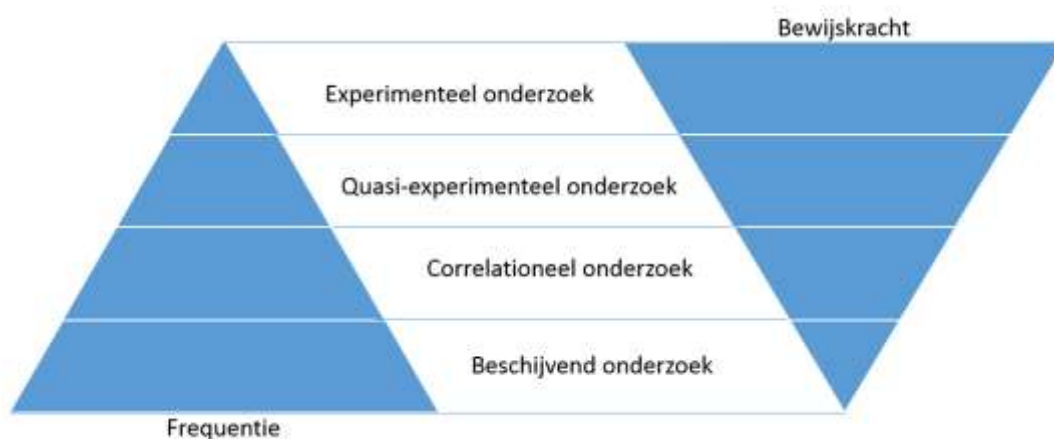 Bewijskracht
Experimenteel onderzoek
Quasi-experimenteel onderzoek
Correlationeel onderzoek
Beschijvend onderzoek
Frequentie